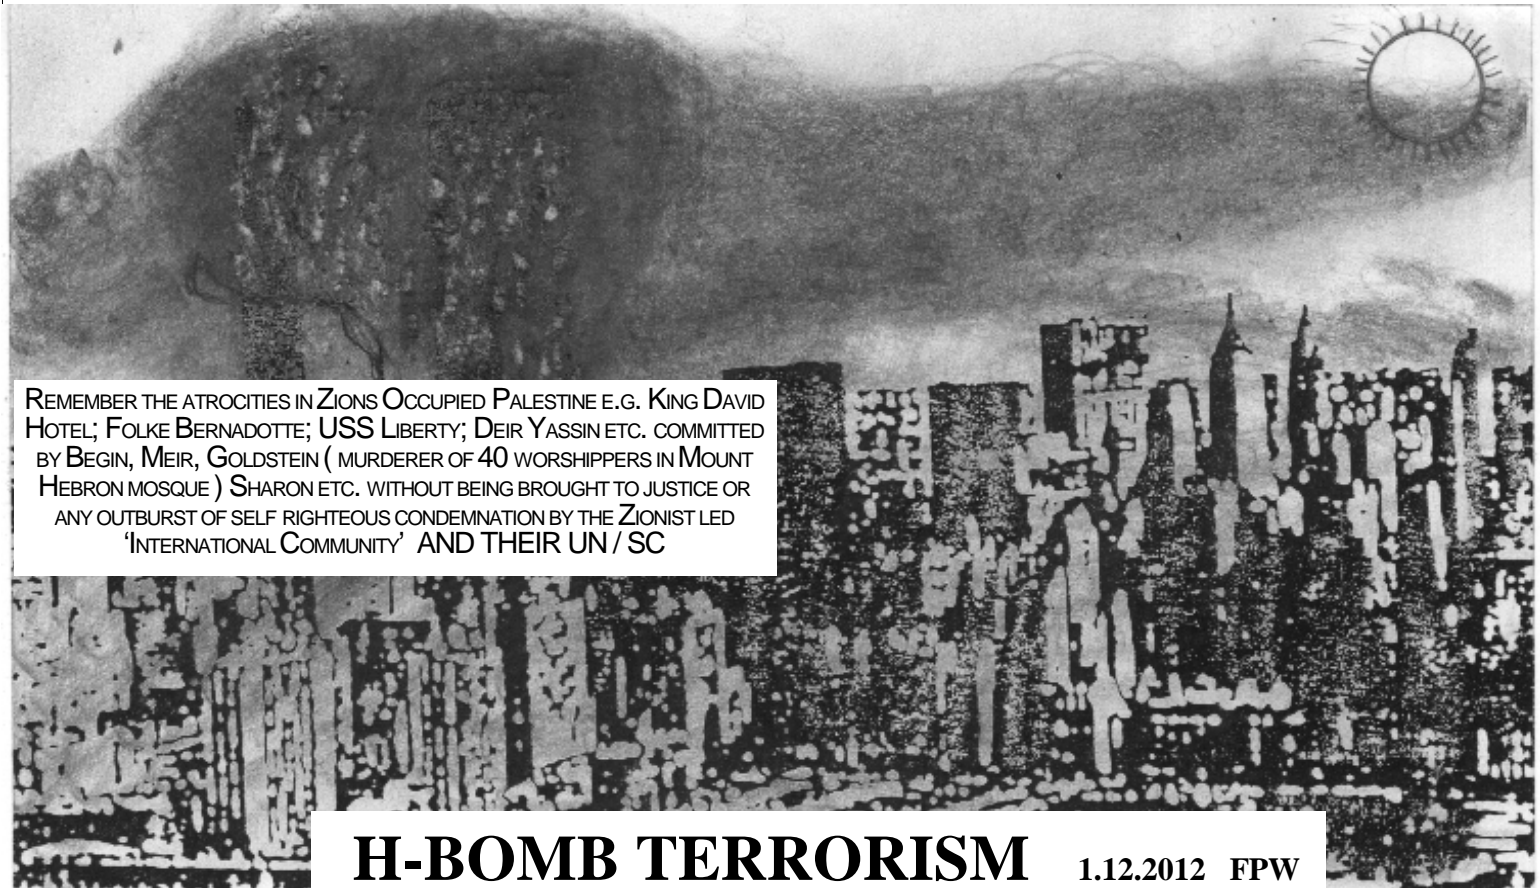 REMEMBER THE ATROCITIES IN ZIONS OCCUPIED PALESTINE E.G. KING DAVID
HOTEL; FOLKE BERNADOTTE; USS LIBERTY; DEIR YASSIN ETC. COMMITTED
BY BEGIN, MEIR, GOLDSTEIN ( MURDERER OF 40 WORSHIPPERS IN MOUNT
HEBRON MOSQUE ) SHARON ETC. WITHOUT BEING BROUGHT TO JUSTICE OR
ANY OUTBURST OF SELF RIGHTEOUS CONDEMNATION BY THE ZIONIST LED
‘INTERNATIONAL COMMUNITY’ AND THEIR UN / SC
H-BOMB TERRORISM 1.12.2012 FPW